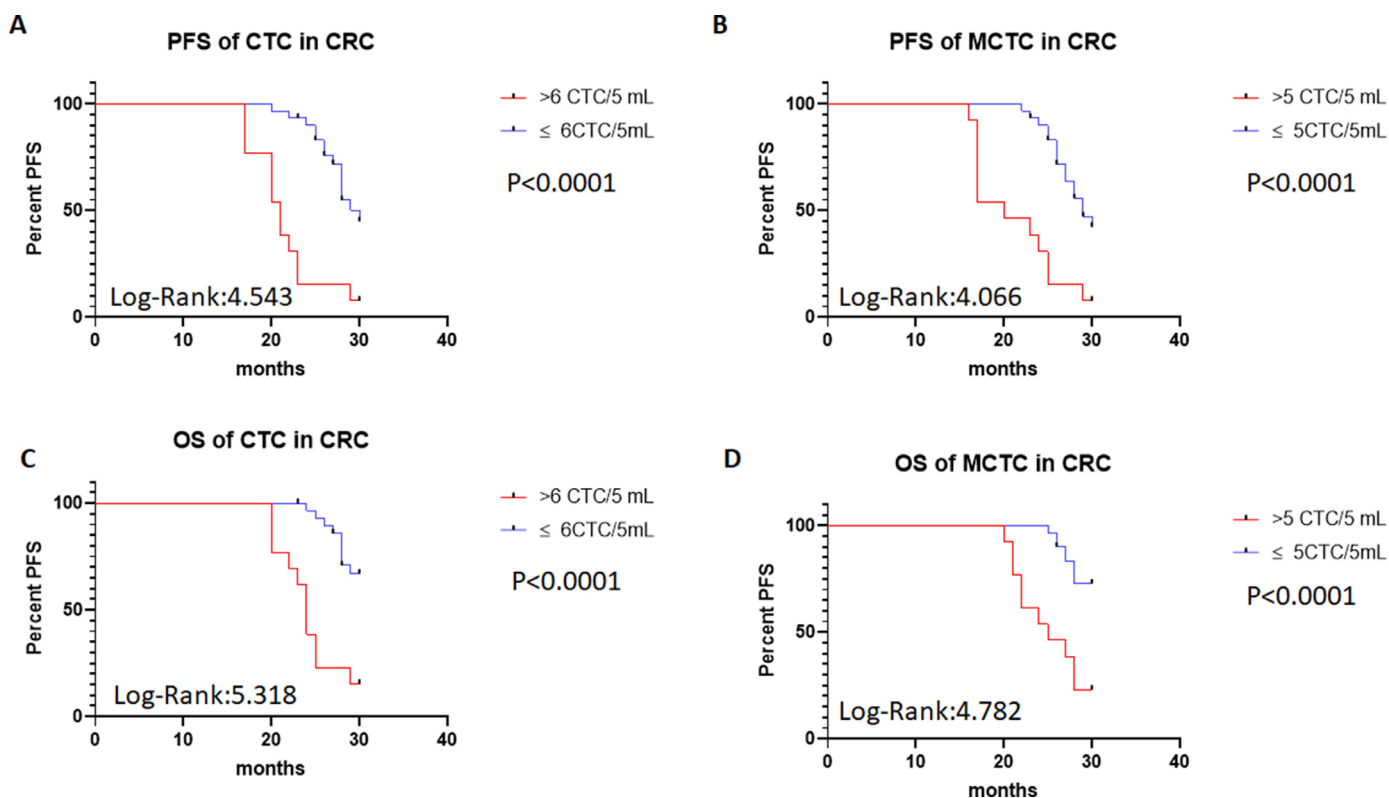 A
PFS of CTC in CRC
>6 CTC/5 mL
≤ 6CTC/5mL
P<0.0001
100
50
0
Percent PFS
Log-Rank:4.543
0 10 20 30 40
months
B
PFS of MCTC in CRC
>5 CTC/5 mL
≤ 5CTC/5mL
P<0.0001
100
50
0
Percent PFS
Log-Rank:4.066
0 10 20 30 40
months
C
OS of CTC in CRC
>6 CTC/5 mL
≤ 6CTC/5mL
P<0.0001
100
50
0
Percent PFS
Log-Rank:5.318
0 10 20 30 40
months
D
OS of MCTC in CRC
>5 CTC/5 mL
≤ 5CTC/5mL
P<0.0001
100
50
0
Percent PFS
Log-Rank:4.782
0 10 20 30 40
months